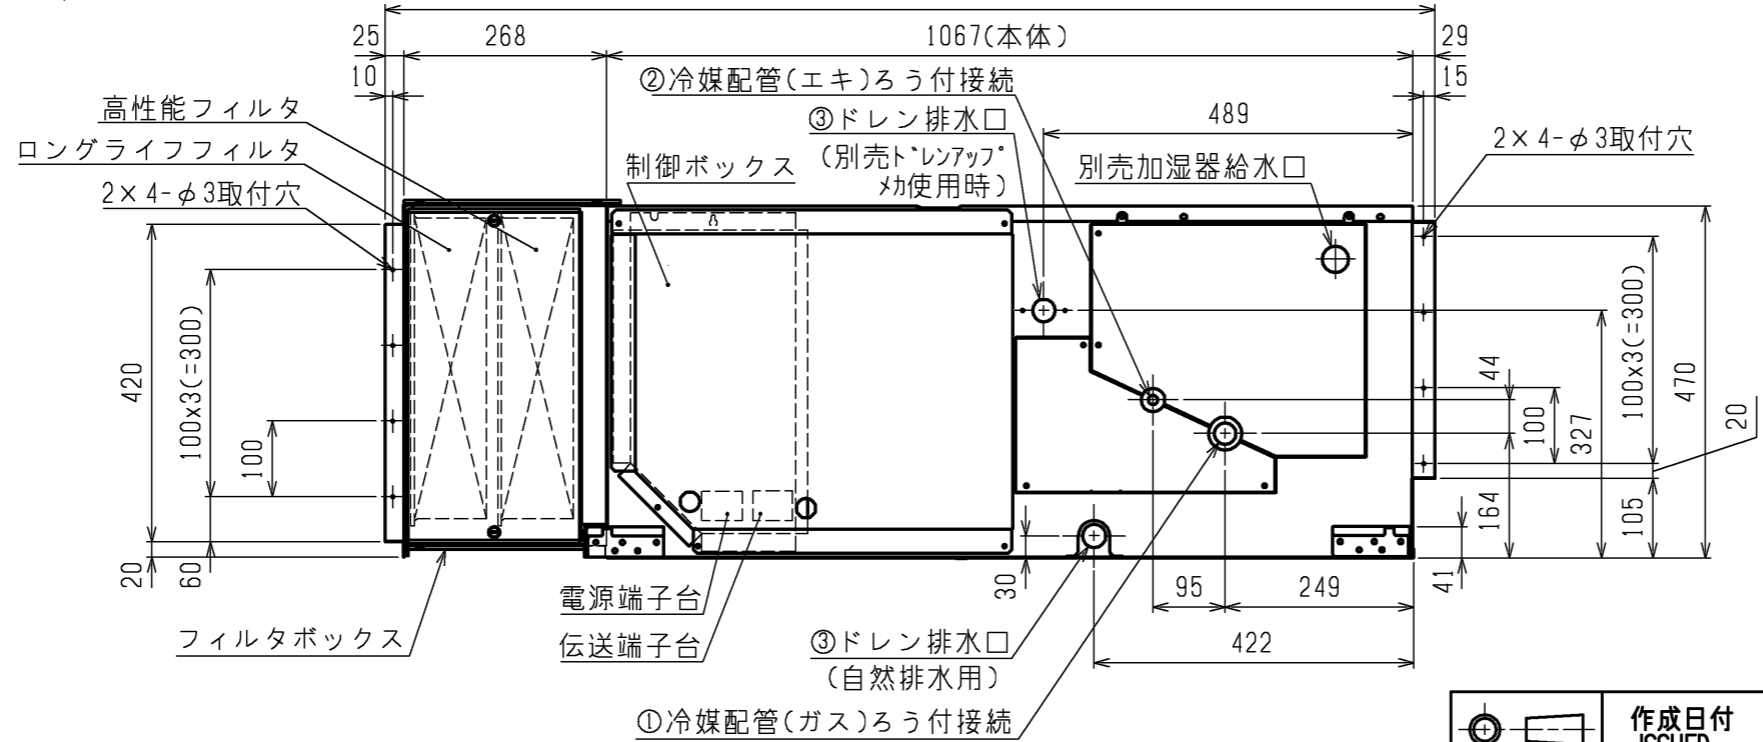 25
268
1067(本体)
29
10
②冷媒配管(エキ)ろう付接続
15
高性能フィルタ
③ドレン排水口
489
ロングライフフィルタ
(別売ドレンアップ
メカ使用時)
制御ボックス
別売加湿器給水口
2×4-φ3取付穴
2×4-φ3取付穴
420
100x3(=300)
100
20
60
44
100
327
164
100x3(=300)
470
20
105
41
30
95
249
422
電源端子台
伝送端子台
フィルタボックス
③ドレン排水口
(自然排水用)
①冷媒配管(ガス)ろう付接続
作成日付
ISSUED